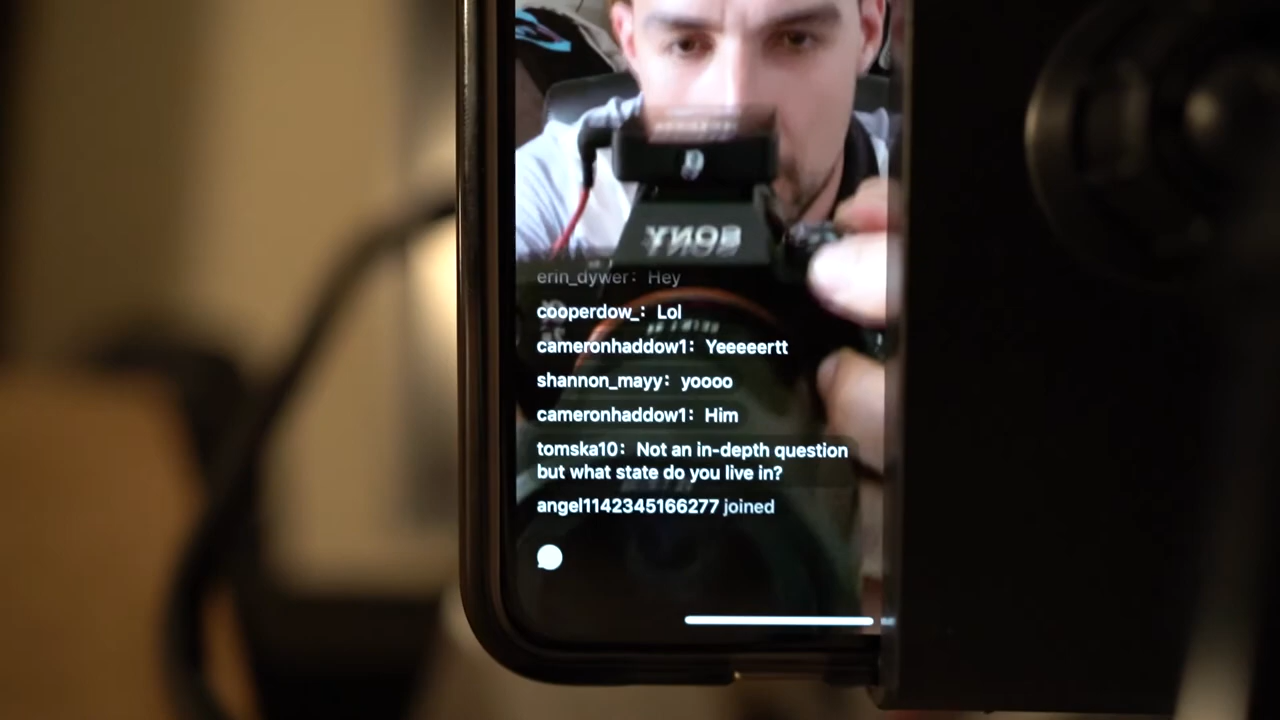 YNOS
erin_dywer: Hey
cooperdow_: Lol
cameronhaddow1: Yeeeeertt
shannon_mayy: yoooo
cameronhaddow1: Him
tomska10: Not an in-depth question
but what state do you live in?
angel1142345166277 joined